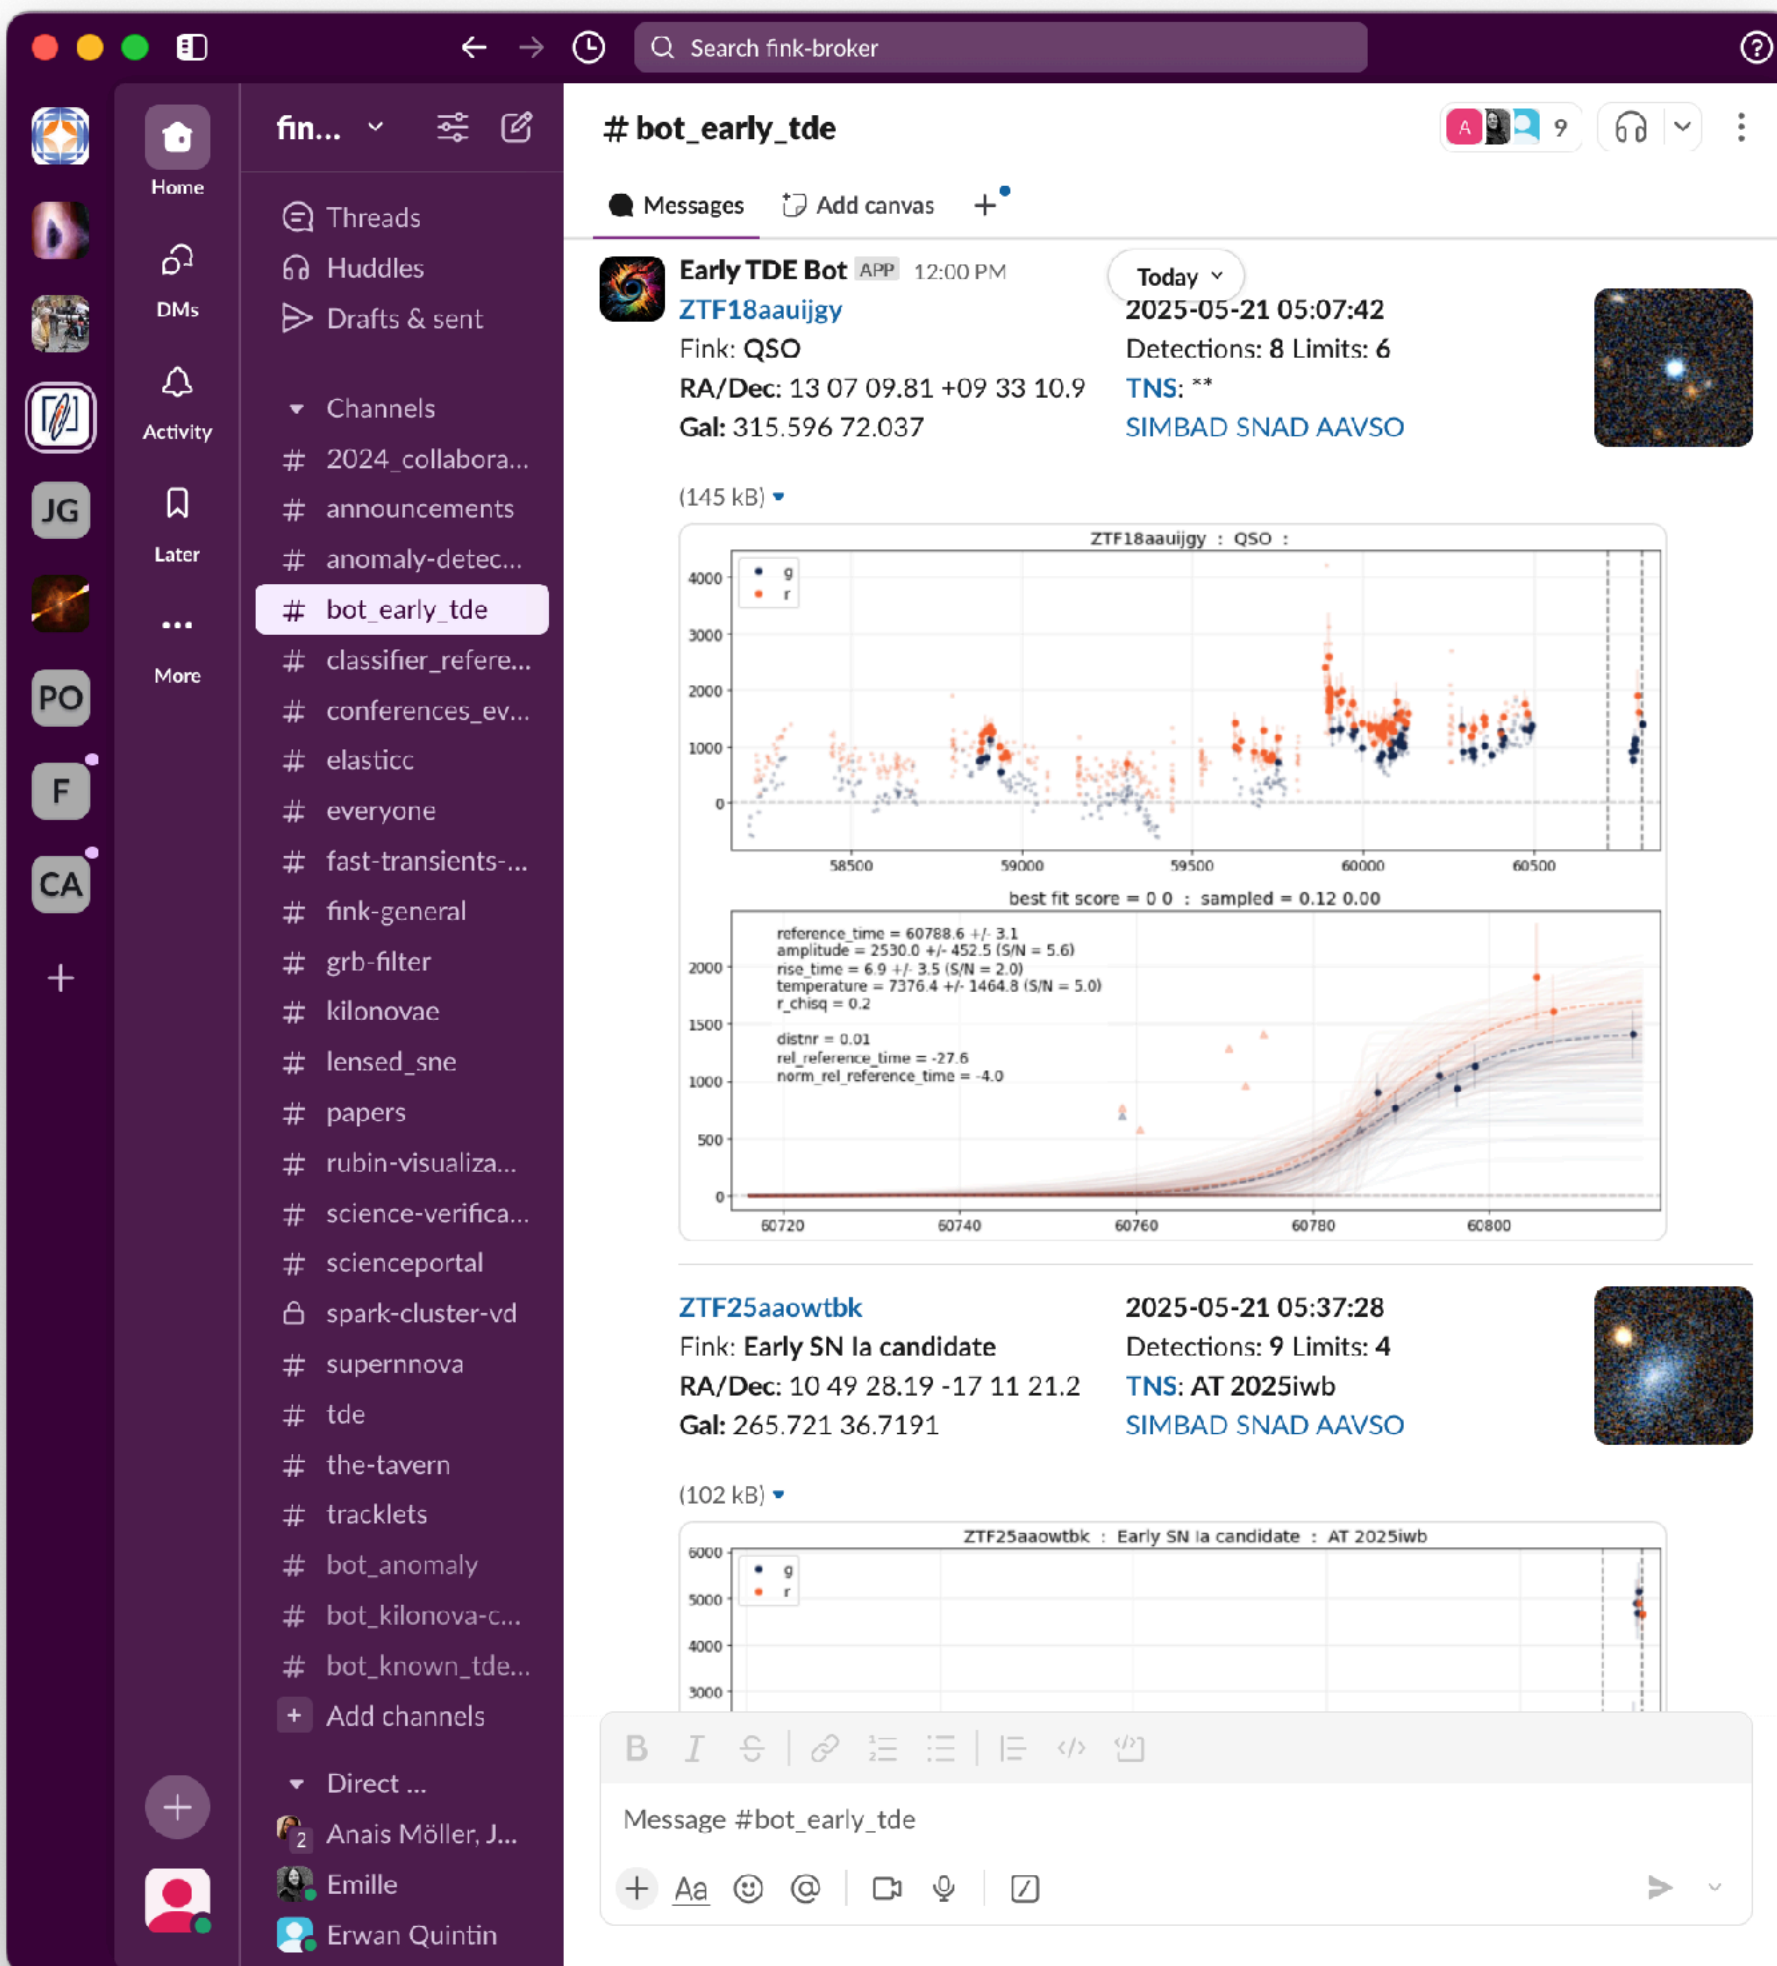 Search fink-broker
Home
DMs
Activity
Later
More
JG
PO
F
CA
fin...
Threads
Huddles
Drafts & sent
Channels
# 2024_collabora...
# announcements
# anomaly-detec...
# bot_early_tde
# classifier_refere...
# conferences_ev...
# elasticc
# everyone
# fast-transients-...
# fink-general
# grb-filter
# kilonovae
# lensed_sne
# papers
# rubin-visualiza...
# science-verifica...
# scienceportal
spark-cluster-vd
# supernnova
# tde
# the-tavern
# tracklets
# bot_anomaly
# bot_kilonova-c...
# bot_known_tde...
+ Add channels
Direct ...
2 Anais Möller, J...
Emille
Erwan Quintin
# bot_early_tde
A 9
Messages Add canvas
Early TDE Bot APP 12:00 PM
Today
ZTF18aauijgy 2025-05-21 05:07:42
Fink: QSO Detections: 8 Limits: 6
RA/Dec: 13 07 09.81 +09 33 10.9 TNS: **
Gal: 315.596 72.037 SIMBAD SNAD AAVSO
(145 kB)
ZTF18aauijgy : QSO :
g
r
4000
3000
2000
1000
0
58500 59000 59500 60000 60500
best fit score = 0 0 : sampled = 0.12 0.00
reference_time = 60788.6 +/- 3.1
amplitude = 2530.0 +/- 452.5 (S/N = 5.6)
rise_time = 6.9 +/- 3.5 (S/N = 2.0)
temperature = 7376.4 +/- 1464.8 (S/N = 5.0)
r_chisq = 0.2
distnr = 0.01
rel_reference_time = -27.6
norm_rel_reference_time = -4.0
2000
1500
1000
500
0
60720 60740 60760 60780 60800
ZTF25aaowtbk 2025-05-21 05:37:28
Fink: Early SN Ia candidate Detections: 9 Limits: 4
RA/Dec: 10 49 28.19 -17 11 21.2 TNS: AT 2025iwb
Gal: 265.721 36.7191 SIMBAD SNAD AAVSO
(102 kB)
ZTF25aaowtbk : Early SN Ia candidate : AT 2025iwb
g
r
6000
5000
4000
3000
B I S
Message #bot_early_tde
Aa